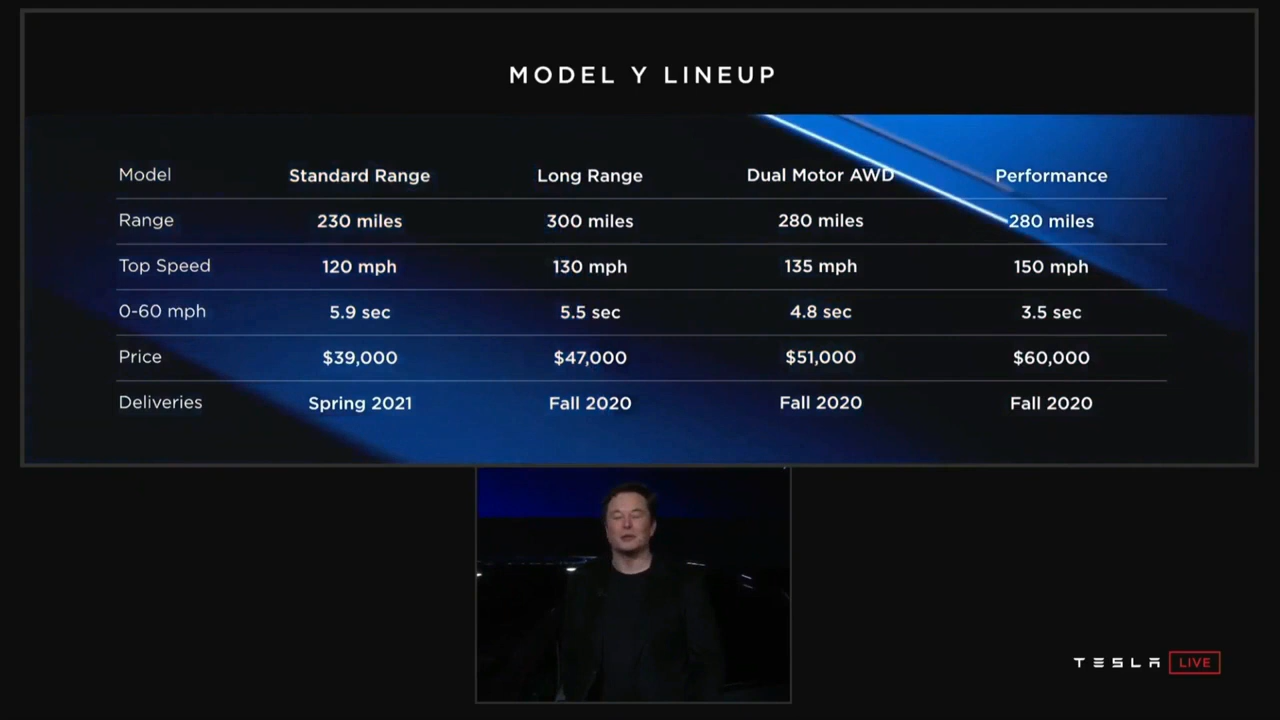 MODEL Y LINEUP
Model Standard Range Long Range Dual Motor AWD Performance
Range 230 miles 300 miles 280 miles 280 miles
Top Speed 120 mph 130 mph 135 mph 150 mph
0-60 mph 5.9 sec 5.5 sec 4.8 sec 3.5 sec
Price $39,000 $47,000 $51,000 $60,000
Deliveries Spring 2021 Fall 2020 Fall 2020 Fall 2020
TESLA LIVE